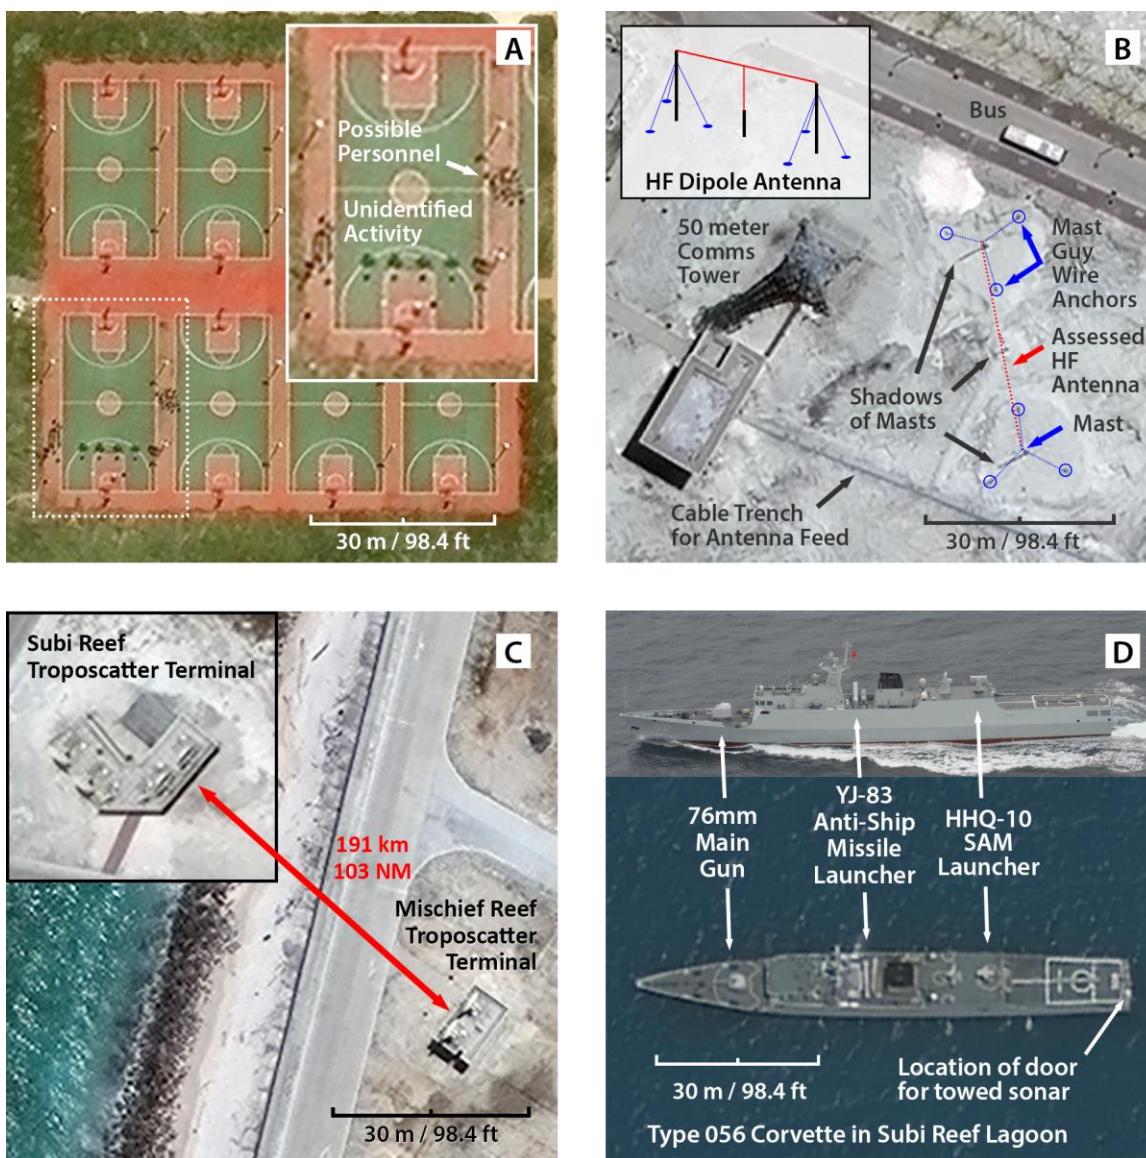 A
Possible
Personnel
Unidentified
Activity
30 m / 98.4 ft
B
Bus
HF Dipole Antenna
50 meter
Comms
Tower
Mast
Guy
Wire
Anchors
Assessed
HF
Antenna
Shadows
of Masts
Mast
Cable Trench
for Antenna Feed
30 m / 98.4 ft
Subi Reef
Troposcatter Terminal
C
191 km
103 NM
Mischief Reef
Troposcatter
Terminal
30 m / 98.4 ft
D
76mm
Main
Gun
YJ-83
Anti-Ship
Missile
Launcher
HHQ-10
SAM
Launcher
30 m / 98.4 ft
Location of door
for towed sonar
Type 056 Corvette in Subi Reef Lagoon